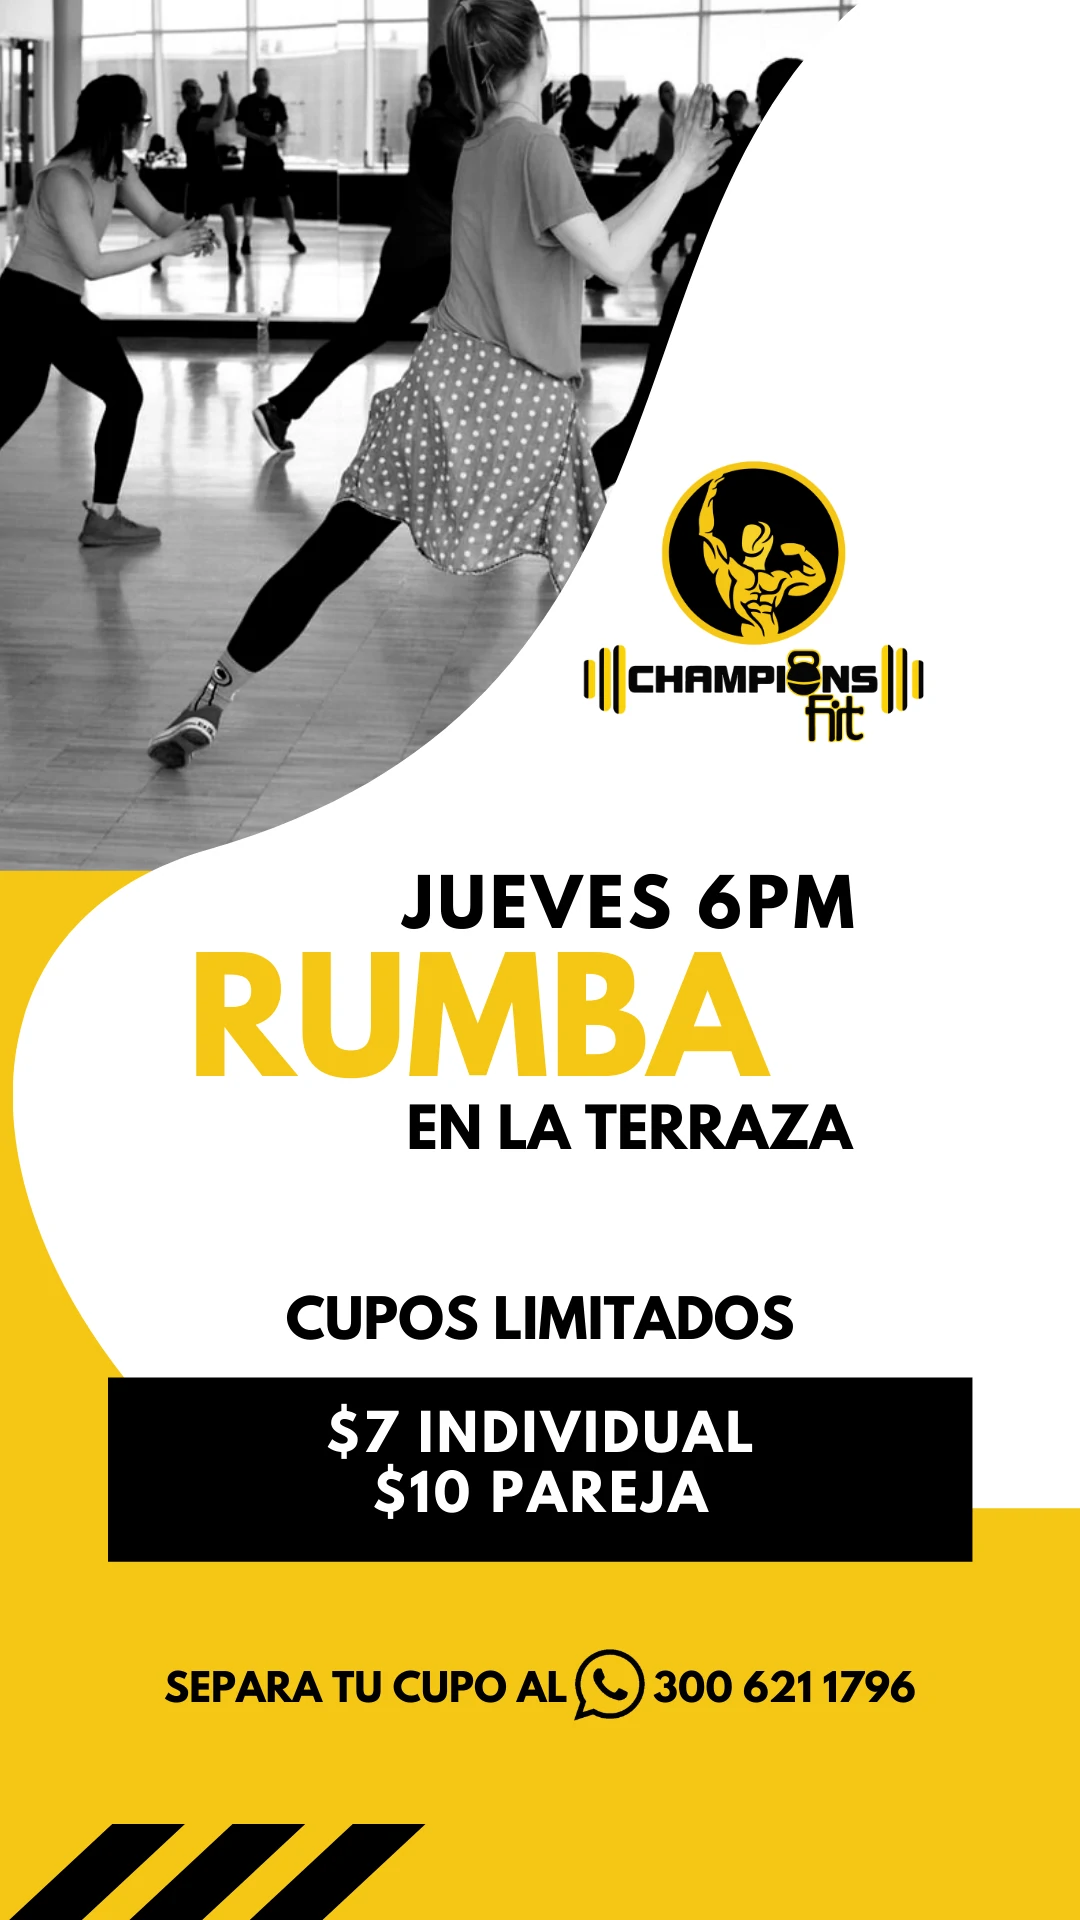 CHAMPIONS
fit
JUEVES 6PM
RUMBA
EN LA TERRAZA
CUPOS LIMITADOS
$7 INDIVIDUAL
$10 PAREJA
SEPARA TU CUPO AL 300 621 1796